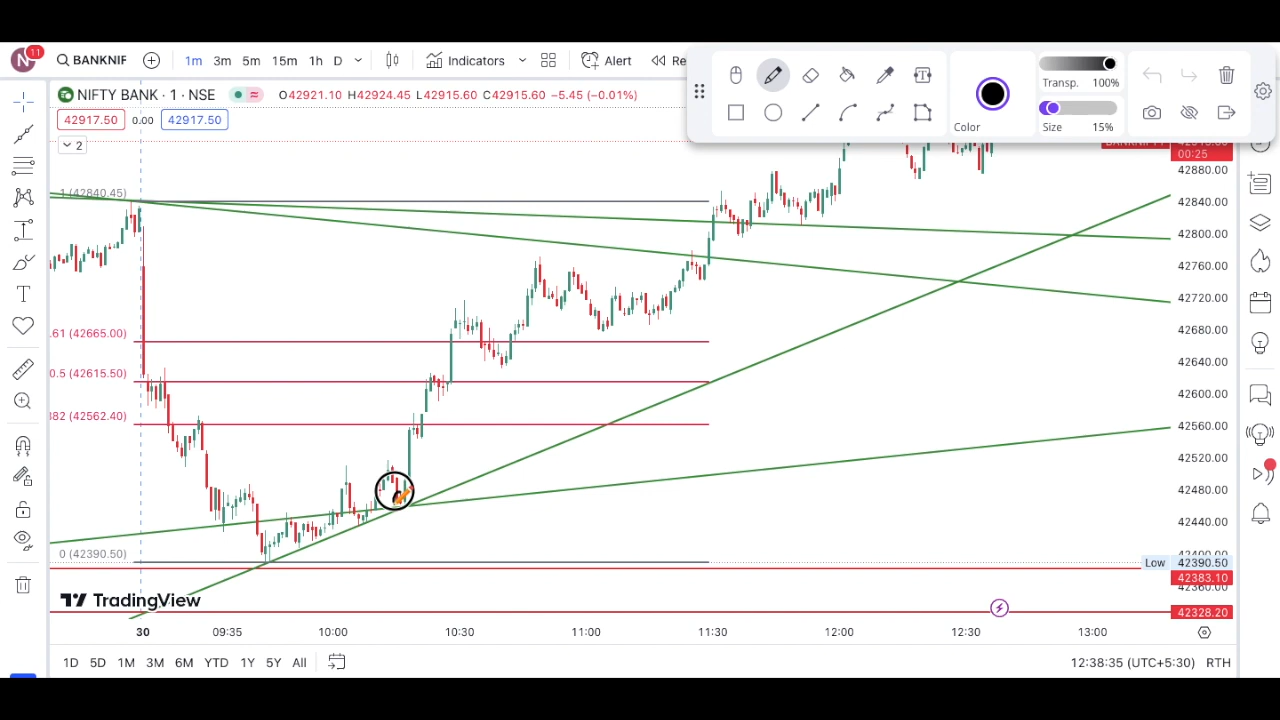 N 11 BANKNIF 1m 3m 5m 15m 1h D Indicators Alert Re
NIFTY BANK · 1 · NSE O42921.10 H42924.45 L42915.60 C42915.60 −5.45 (−0.01%)
42917.50 0.00 42917.50
2
Transp. 100%
Color
Size 15%
00:25
42880.00
42840.00
42800.00
42760.00
42720.00
42680.00
42640.00
42600.00
42560.00
42520.00
42480.00
42440.00
42400.00
Low 42390.50
42383.10
42360.00
42328.20
1 (42840.45)
.61 (42665.00)
0.5 (42615.50)
382 (42562.40)
0 (42390.50)
TradingView
30 09:35 10:00 10:30 11:00 11:30 12:00 12:30 13:00
1D 5D 1M 3M 6M YTD 1Y 5Y All 12:38:35 (UTC+5:30) RTH